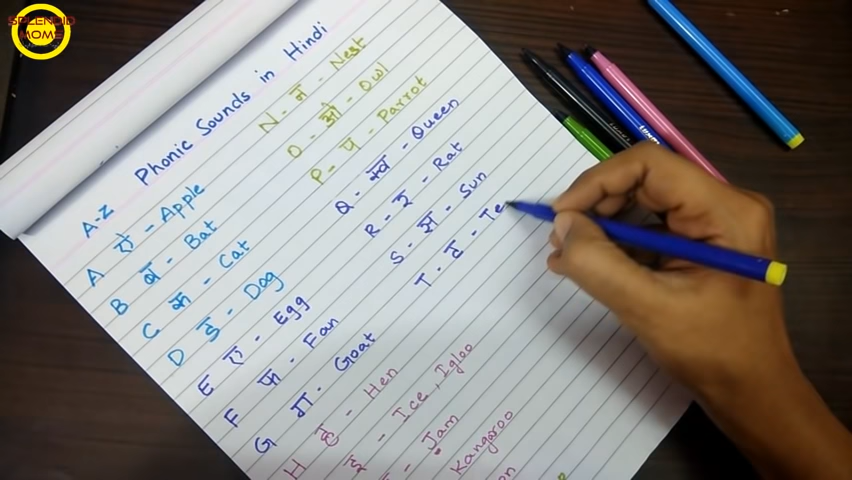 SPLENDID
MOME
A-Z Phonic Sounds in Hindi
A ऐ - Apple
B ब - Bat
C क - Cat
D ड - Dog
E ए - Egg
F फ - Fan
G ग - Goat
H ह - Hen
इ - Ice, Igloo
- Jam
Kangaroo
N - न - Nest
O - ओ - Owl
P - प - Parrot
Q - क्व - Queen
R - र - Rat
S - स - Sun
T - ट - Te